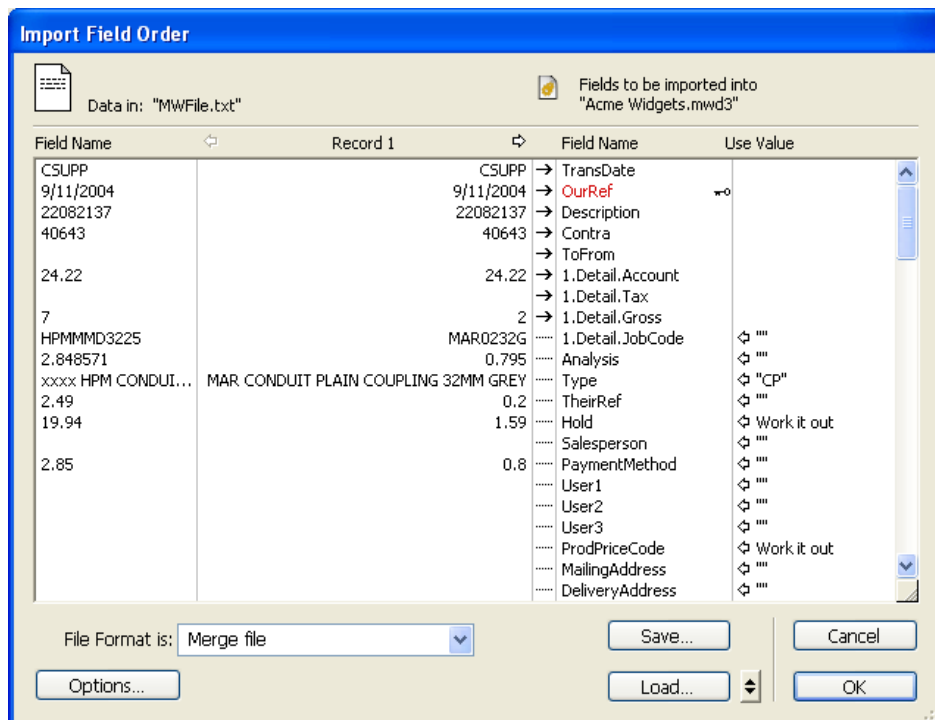 Import Field Order
Data in: "MWFile.txt"
Fields to be imported into
"Acme Widgets.mwd3"
Field Name Record 1 Field Name Use Value
CSUPP CSUPP → TransDate
9/11/2004 9/11/2004 → OurRef
22082137 22082137 → Description
40643 40643 → Contra
→ ToFrom
24.22 24.22 → 1.Detail.Account
→ 1.Detail.Tax
7 2 → 1.Detail.Gross
HPMMMD3225 MAR0232G ..... 1.Detail.JobCode ""
2.848571 0.795 ..... Analysis ""
xxxx HPM CONDUI... MAR CONDUIT PLAIN COUPLING 32MM GREY ..... Type "CP"
2.49 0.2 ..... TheirRef ""
19.94 1.59 ..... Hold Work it out
..... Salesperson ""
2.85 0.8 ..... PaymentMethod ""
..... User1 ""
..... User2 ""
..... User3 ""
..... ProdPriceCode Work it out
..... MailingAddress ""
..... DeliveryAddress ""
File Format is: Merge file Save... Cancel
Options... Load... OK